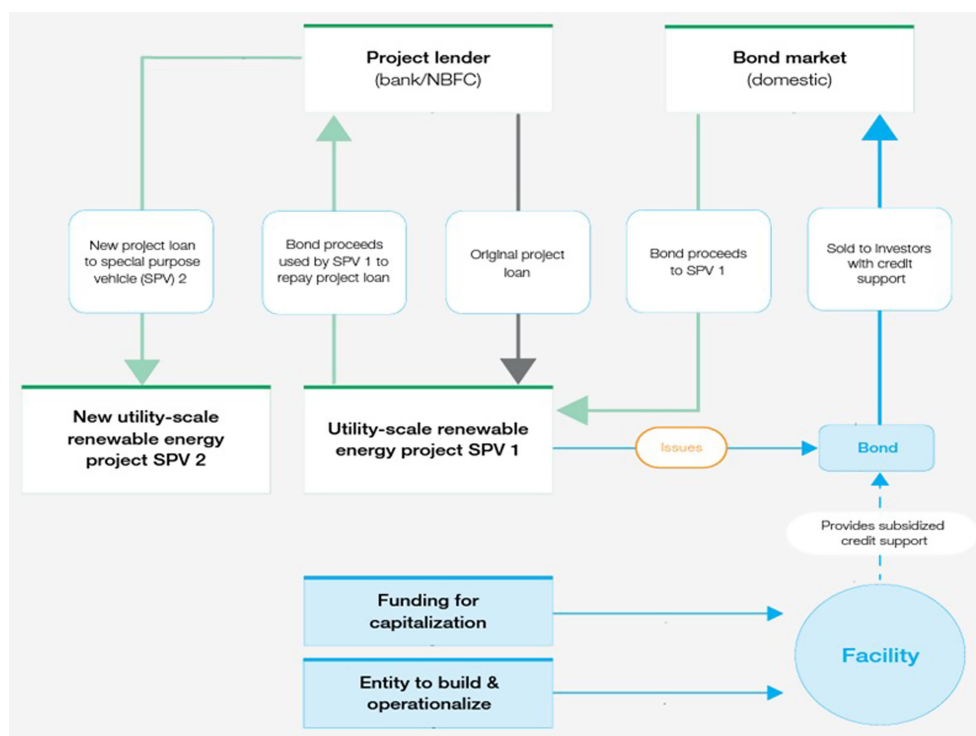 Project lender
(bank/NBFC)
Bond market
(domestic)
New project loan
to special purpose
vehicle (SPV) 2
Bond proceeds
used by SPV 1 to
repay project loan
Original project
loan
Bond proceeds
to SPV 1
Sold to investors
with credit
support
New utility-scale
renewable energy
project SPV 2
Utility-scale renewable
energy project SPV 1
Issues
Bond
Provides subsidized
credit support
Funding for
capitalization
Entity to build &
operationalize
Facility